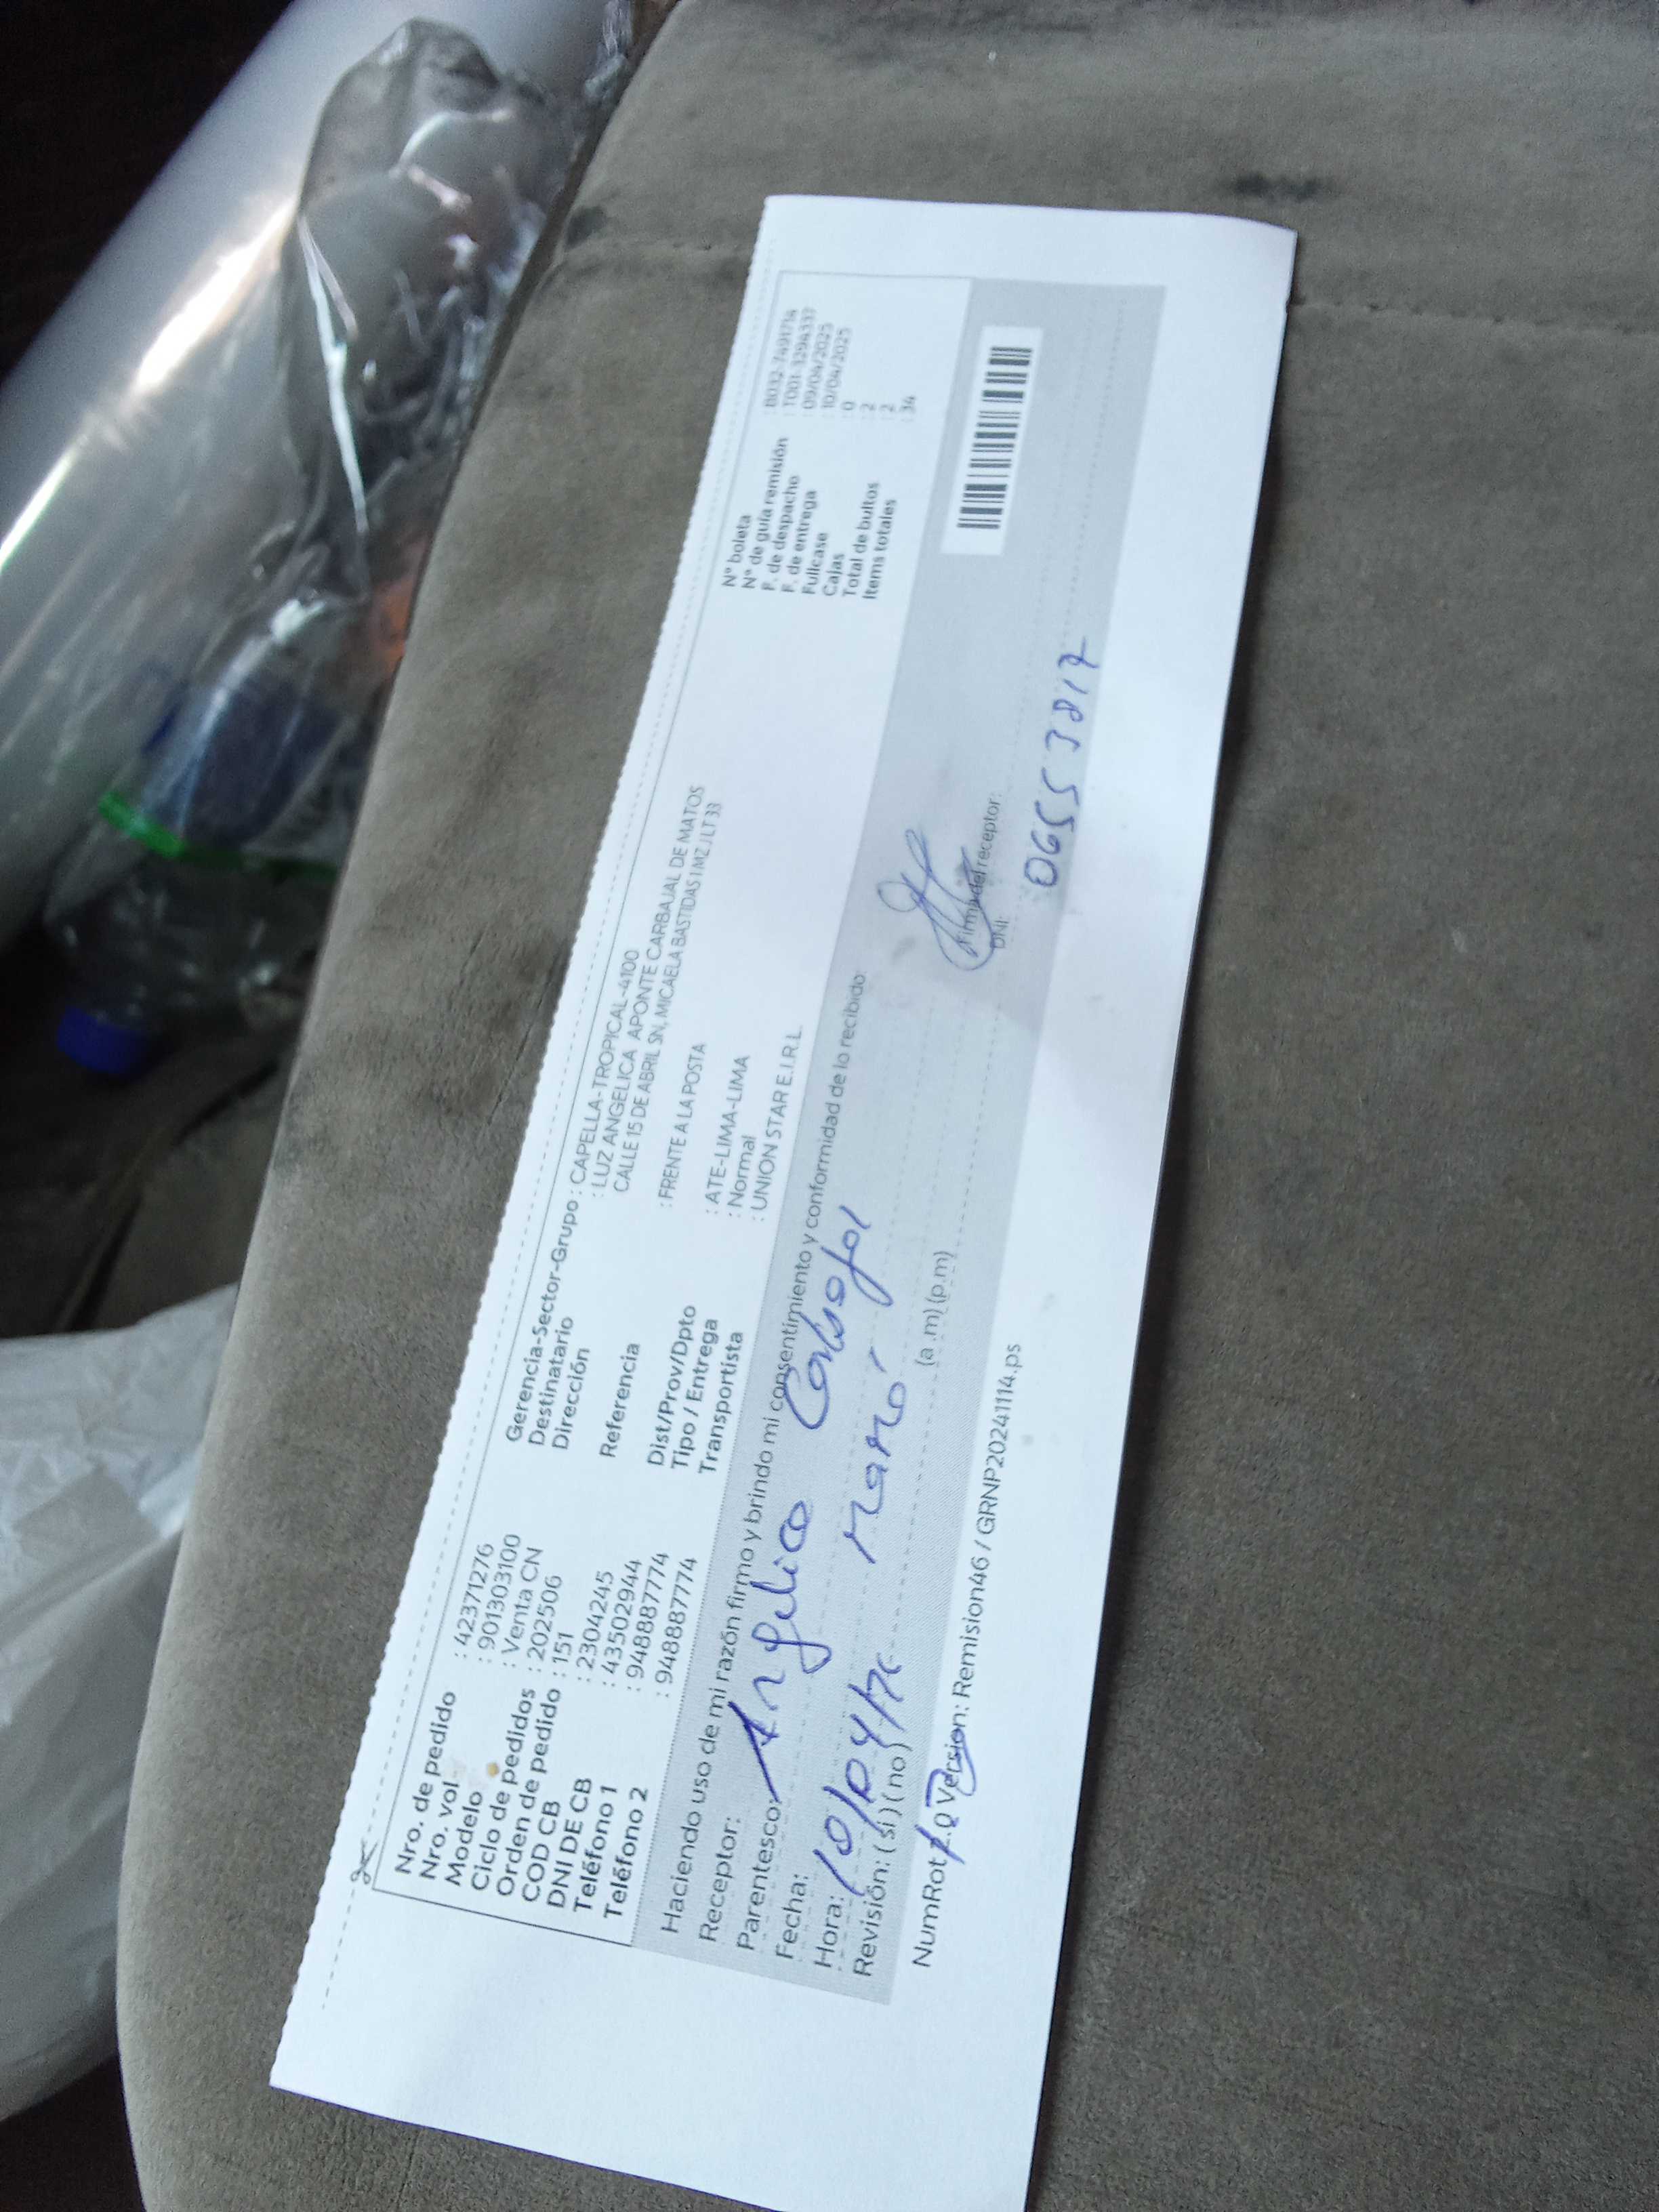 Nro. de pedido : 42371276
Nro. vol : 901303100
Modelo : Venta CN
Ciclo de pedidos : 202506
Orden de pedido : 151
COD CB : 2304245
DNI DE CB : 43502944
Teléfono 1 : 948887774
Teléfono 2 : 948887774
Gerencia-Sector-Grupo : CAPELLA-TROPICAL-4100
Destinatario : LUZ ANGELICA APONTE CARBAJAL DE MATOS
Dirección CALLE 15 DE ABRIL SN, MICAELA BASTIDAS I MZ J LT 33
Referencia : FRENTE A LA POSTA
Dist/Prov/Dpto : ATE-LIMA-LIMA
Tipo / Entrega : Normal
Transportista : UNION STAR E.I.R.L
N° boleta B032-7491714
N° de guía remisión T001-3294337
F. de despacho : 09/04/2025
F. de entrega : 10/04/2025
Fullcase : 0
Cajas : 2
Total de bultos : 2
Items totales : 34
Haciendo uso de mi razón firmo y brindo mi consentimiento y conformidad de lo recibido
Receptor:
Parentesco: Angelica
Fecha: Mamá
Hora: 10/04/ (a .m) (p.m)
Revisión: ( si ) ( no )
Firma del receptor:
DNI:
06553817
NumRot 1.0 Version: Remision46 / GRNP20241114.ps